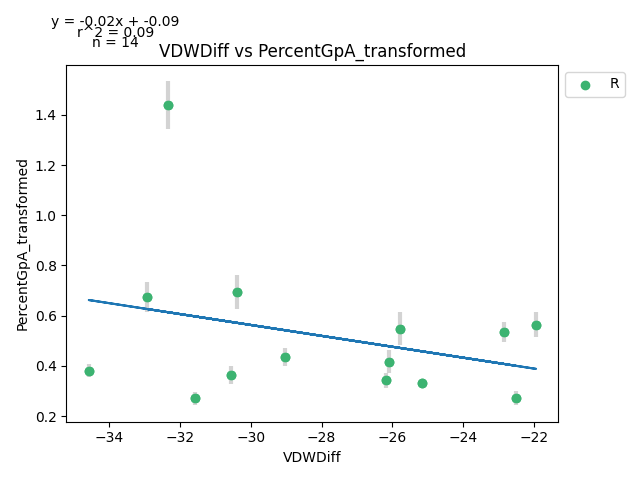 y = -0.02x + -0.09
r^2 = 0.09
n = 14
VDWDiff vs PercentGpA_transformed
R
PercentGpA_transformed
1.4
1.2
1.0
0.8
0.6
0.4
0.2
−34
−32
−30
−28
−26
−24
−22
VDWDiff